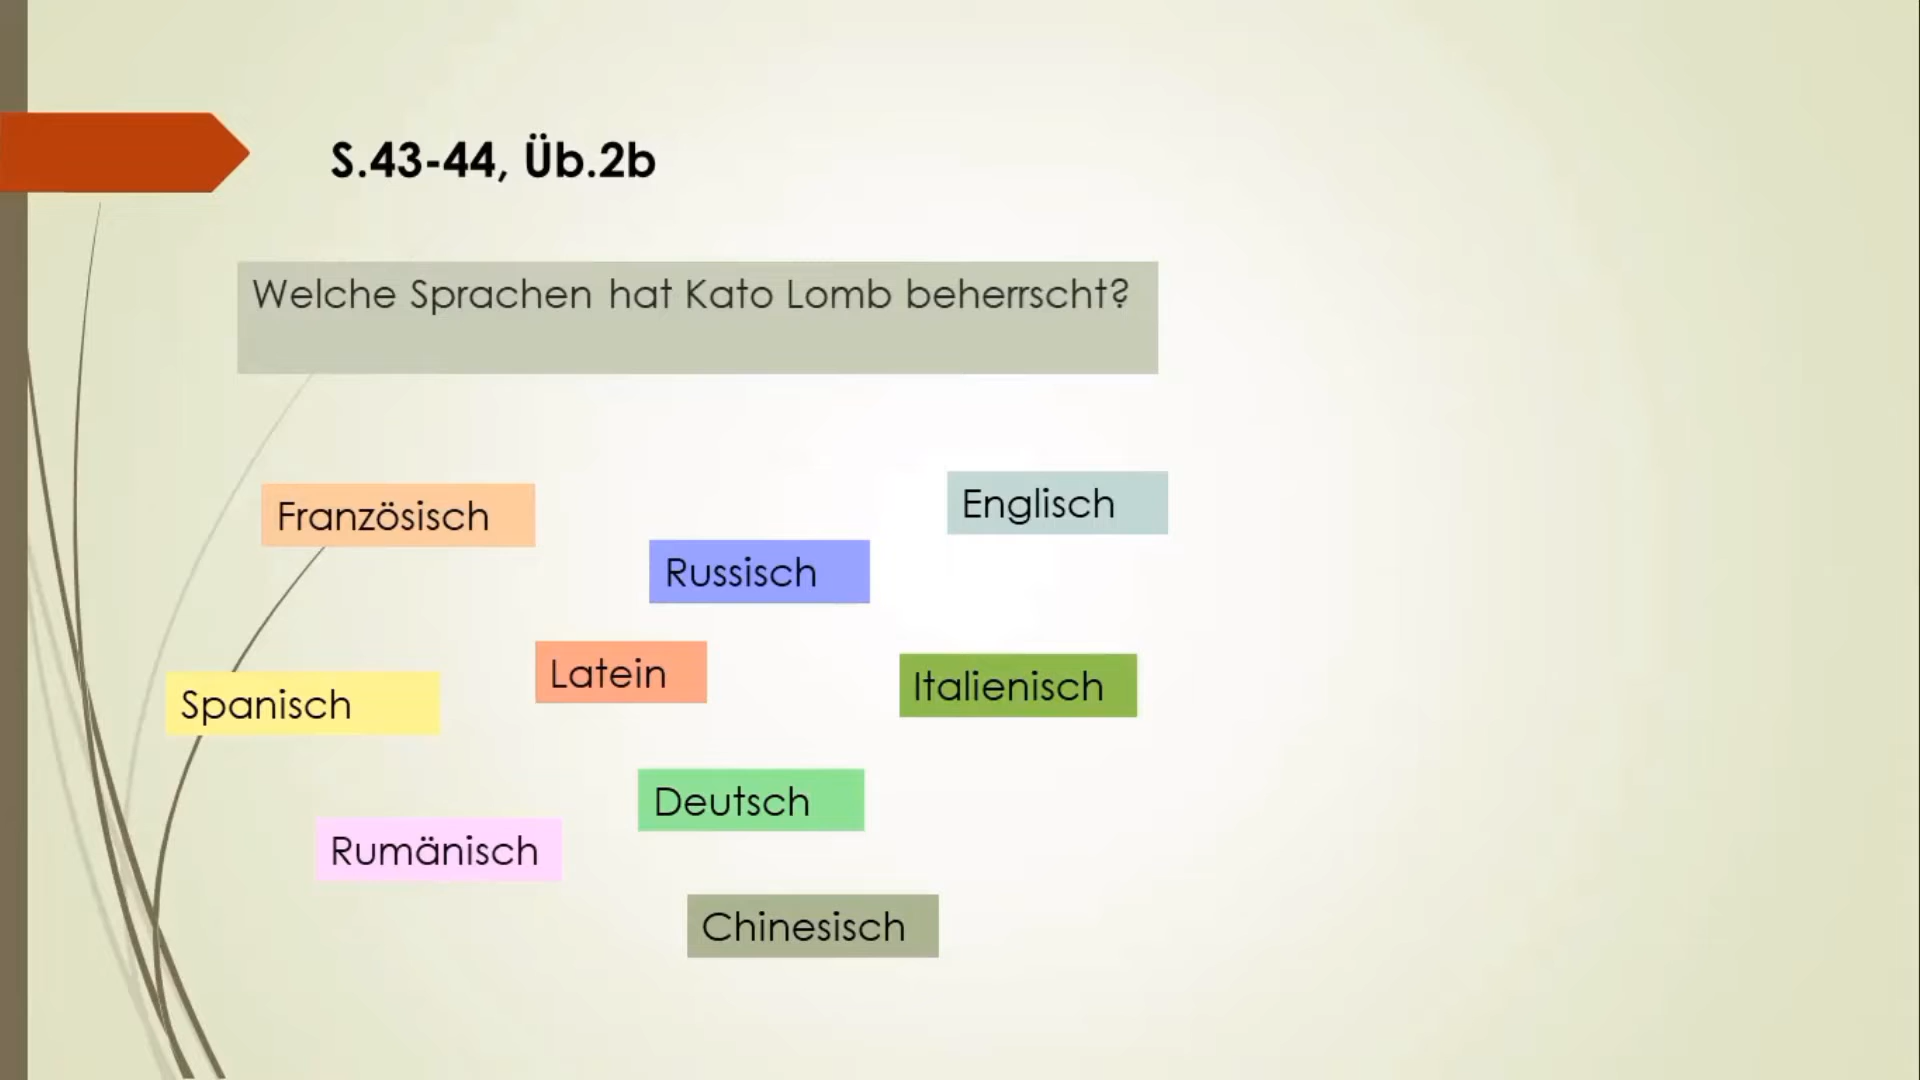 S.43-44, Üb.2b
Welche Sprachen hat Kato Lomb beherrscht?
Französisch
Englisch
Russisch
Latein
Italienisch
Spanisch
Deutsch
Rumänisch
Chinesisch